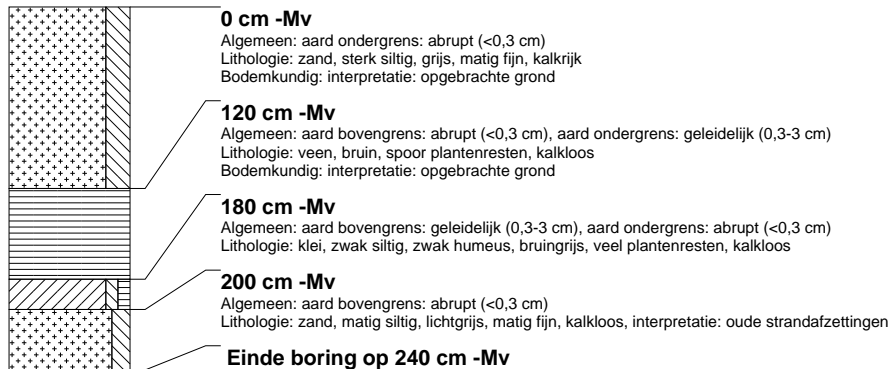 0 cm -Mv
Algemeen: aard ondergrens: abrupt (<0,3 cm)
Lithologie: zand, sterk siltig, grijs, matig fijn, kalkrijk
Bodemkundig: interpretatie: opgebrachte grond
120 cm -Mv
Algemeen: aard bovengrens: abrupt (<0,3 cm), aard ondergrens: geleidelijk (0,3-3 cm)
Lithologie: veen, bruin, spoor plantenresten, kalkloos
Bodemkundig: interpretatie: opgebrachte grond
180 cm -Mv
Algemeen: aard bovengrens: geleidelijk (0,3-3 cm), aard ondergrens: abrupt (<0,3 cm)
Lithologie: klei, zwak siltig, zwak humeus, bruingrijs, veel plantenresten, kalkloos
200 cm -Mv
Algemeen: aard bovengrens: abrupt (<0,3 cm)
Lithologie: zand, matig siltig, lichtgrijs, matig fijn, kalkloos, interpretatie: oude strandafzettingen
Einde boring op 240 cm -Mv